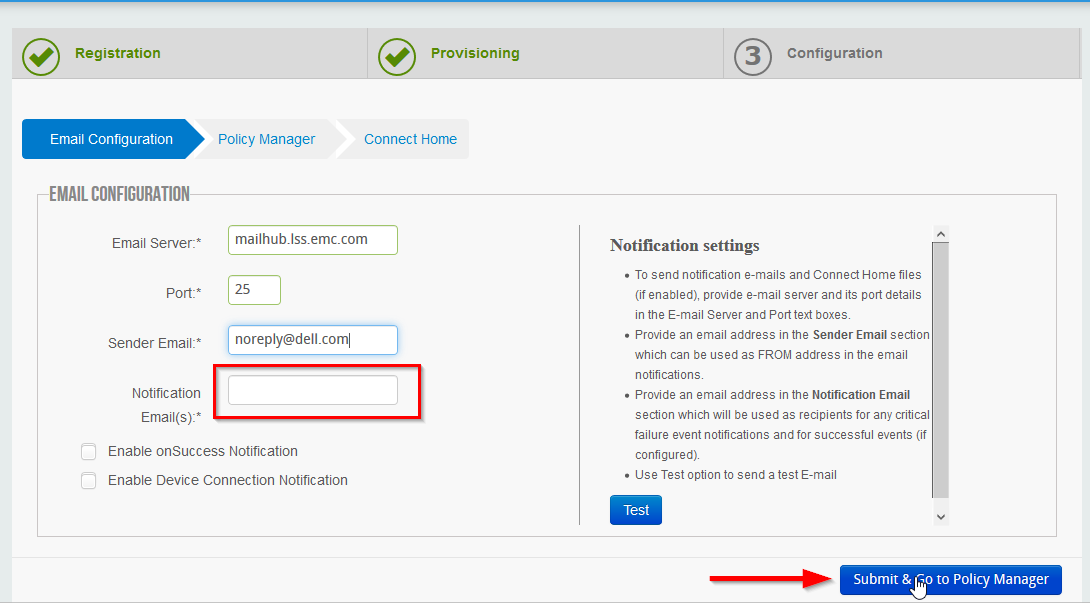 Registration
Provisioning
3 Configuration
Email Configuration
Policy Manager
Connect Home
EMAIL CONFIGURATION
Email Server:*
mailhub.lss.emc.com
Port:*
25
Sender Email:*
noreply@dell.com
Notification
Email(s):*
Enable onSuccess Notification
Enable Device Connection Notification
Notification settings
• To send notification e-mails and Connect Home files
(if enabled), provide e-mail server and its port details
in the E-mail Server and Port text boxes.
• Provide an email address in the Sender Email section
which can be used as FROM address in the email
notifications.
• Provide an email address in the Notification Email
section which will be used as recipients for any critical
failure event notifications and for successful events (if
configured).
• Use Test option to send a test E-mail
Test
Submit & Go to Policy Manager